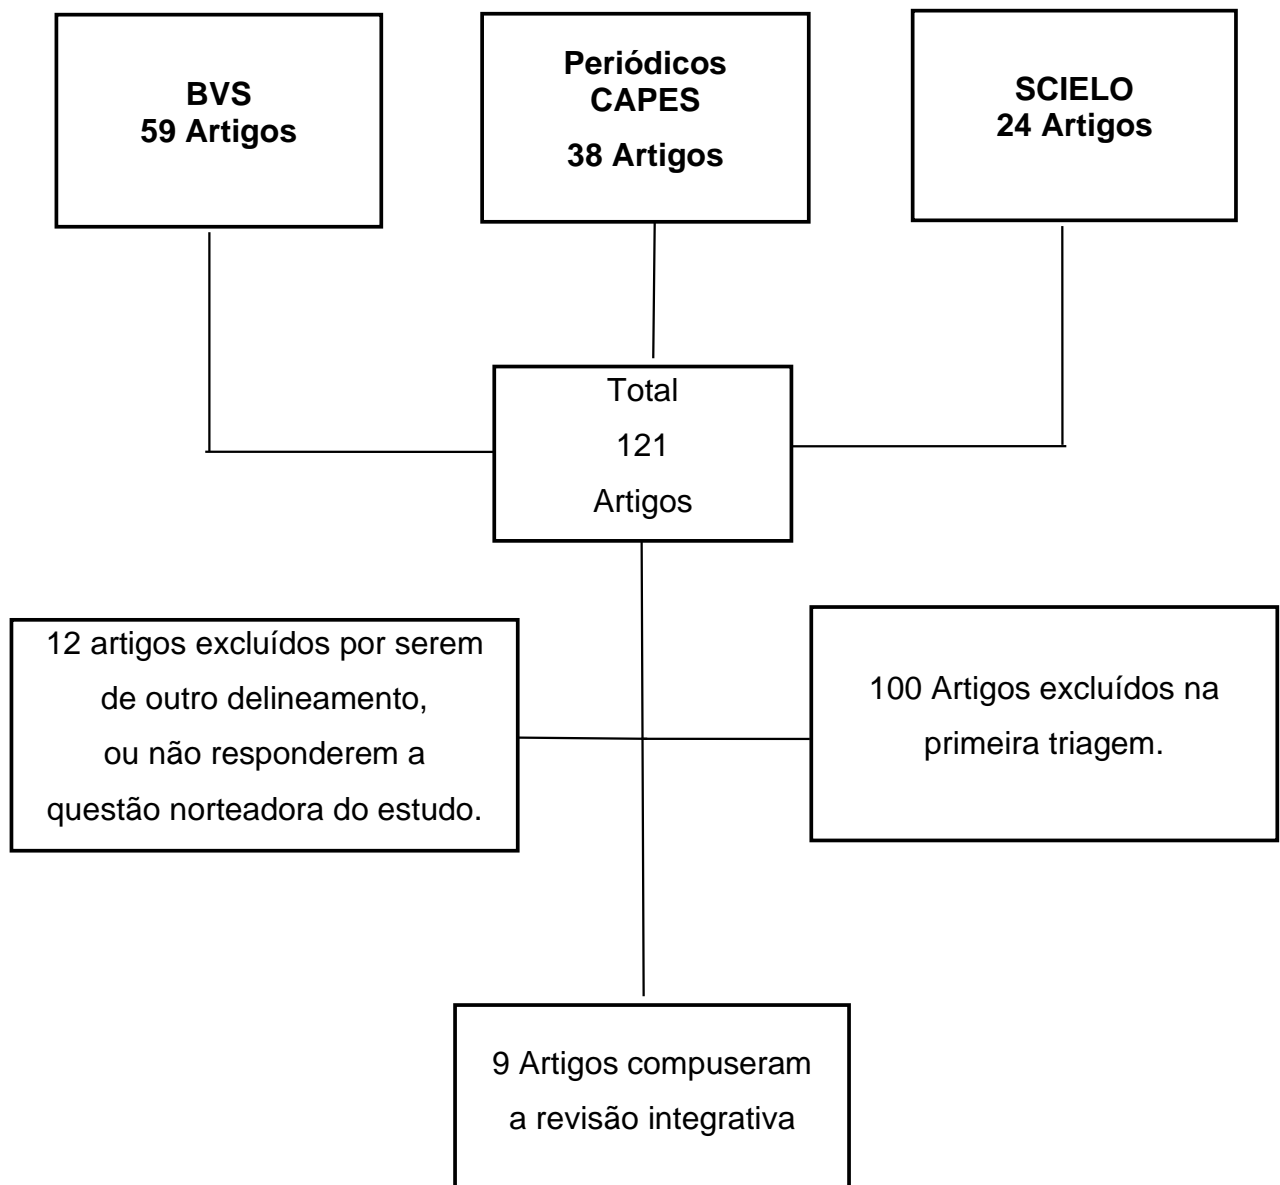 BVS
59 Artigos
Periódicos
CAPES
38 Artigos
SCIELO
24 Artigos
Total
121
Artigos
12 artigos excluídos por serem
de outro delineamento,
ou não responderem a
questão norteadora do estudo.
100 Artigos excluídos na
primeira triagem.
9 Artigos compuseram
a revisão integrativa